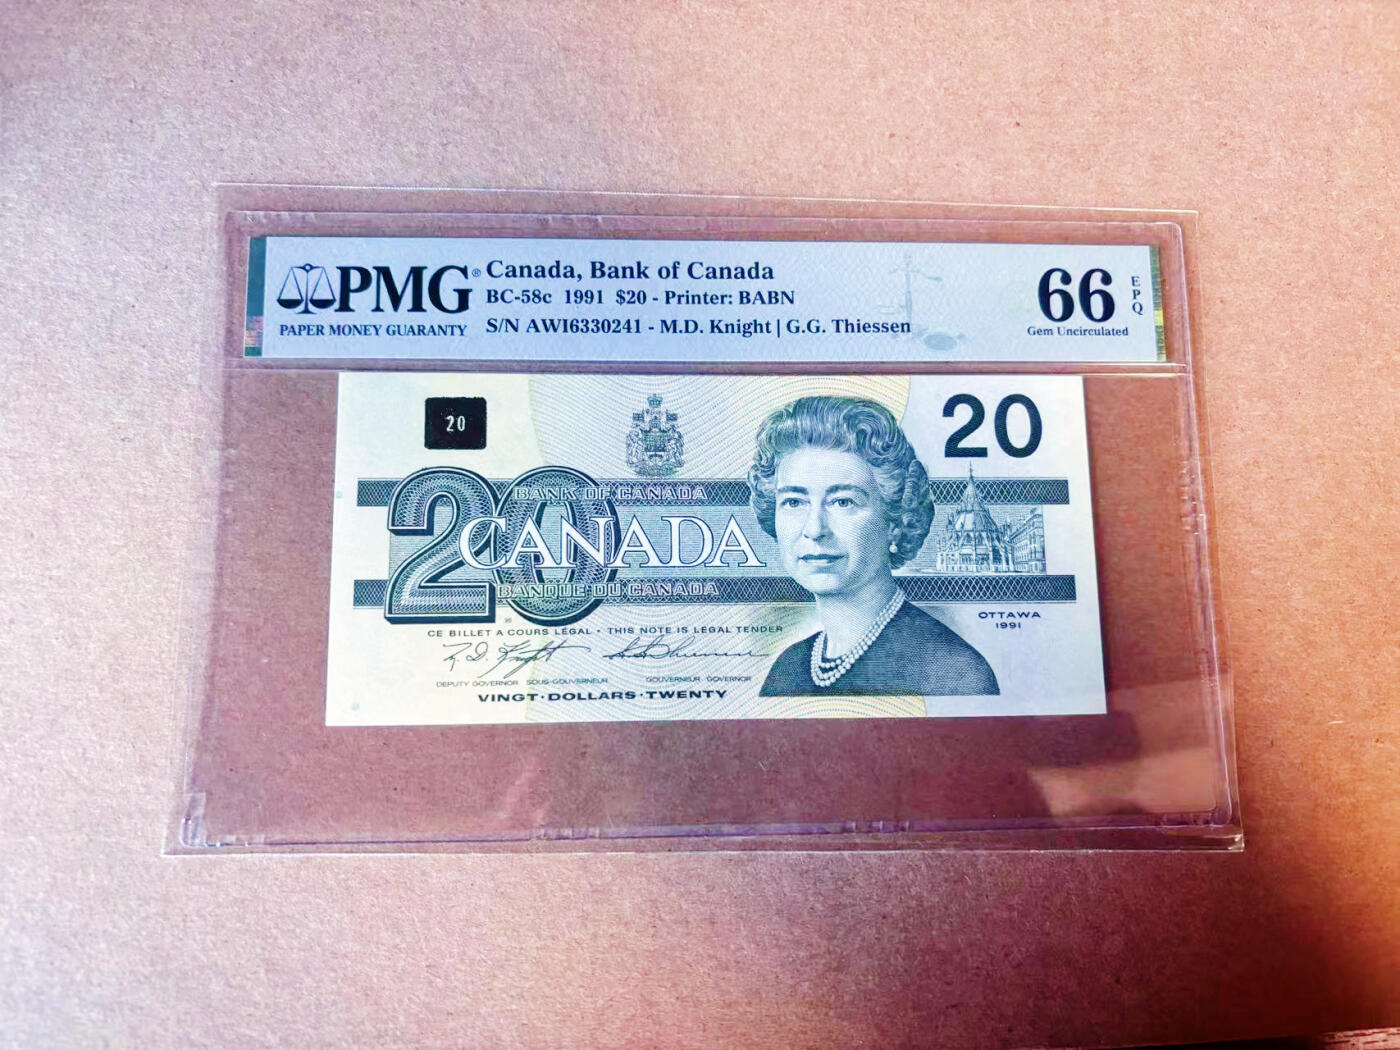 PMG®
PAPER MONEY GUARANTY
Canada, Bank of Canada
BC-58c 1991 $20 - Printer: BABN
S/N AWI6330241 - M.D. Knight | G.G. Thiessen
66 EPQ
Gem Uncirculated
20
20
20
BANK OF CANADA
CANADA
BANQUE DU CANADA
OTTAWA
1991
CE BILLET A COURS LÉGAL • THIS NOTE IS LEGAL TENDER
DEPUTY GOVERNOR SOUS-GOUVERNEUR GOUVERNEUR GOVERNOR
VINGT·DOLLARS·TWENTY